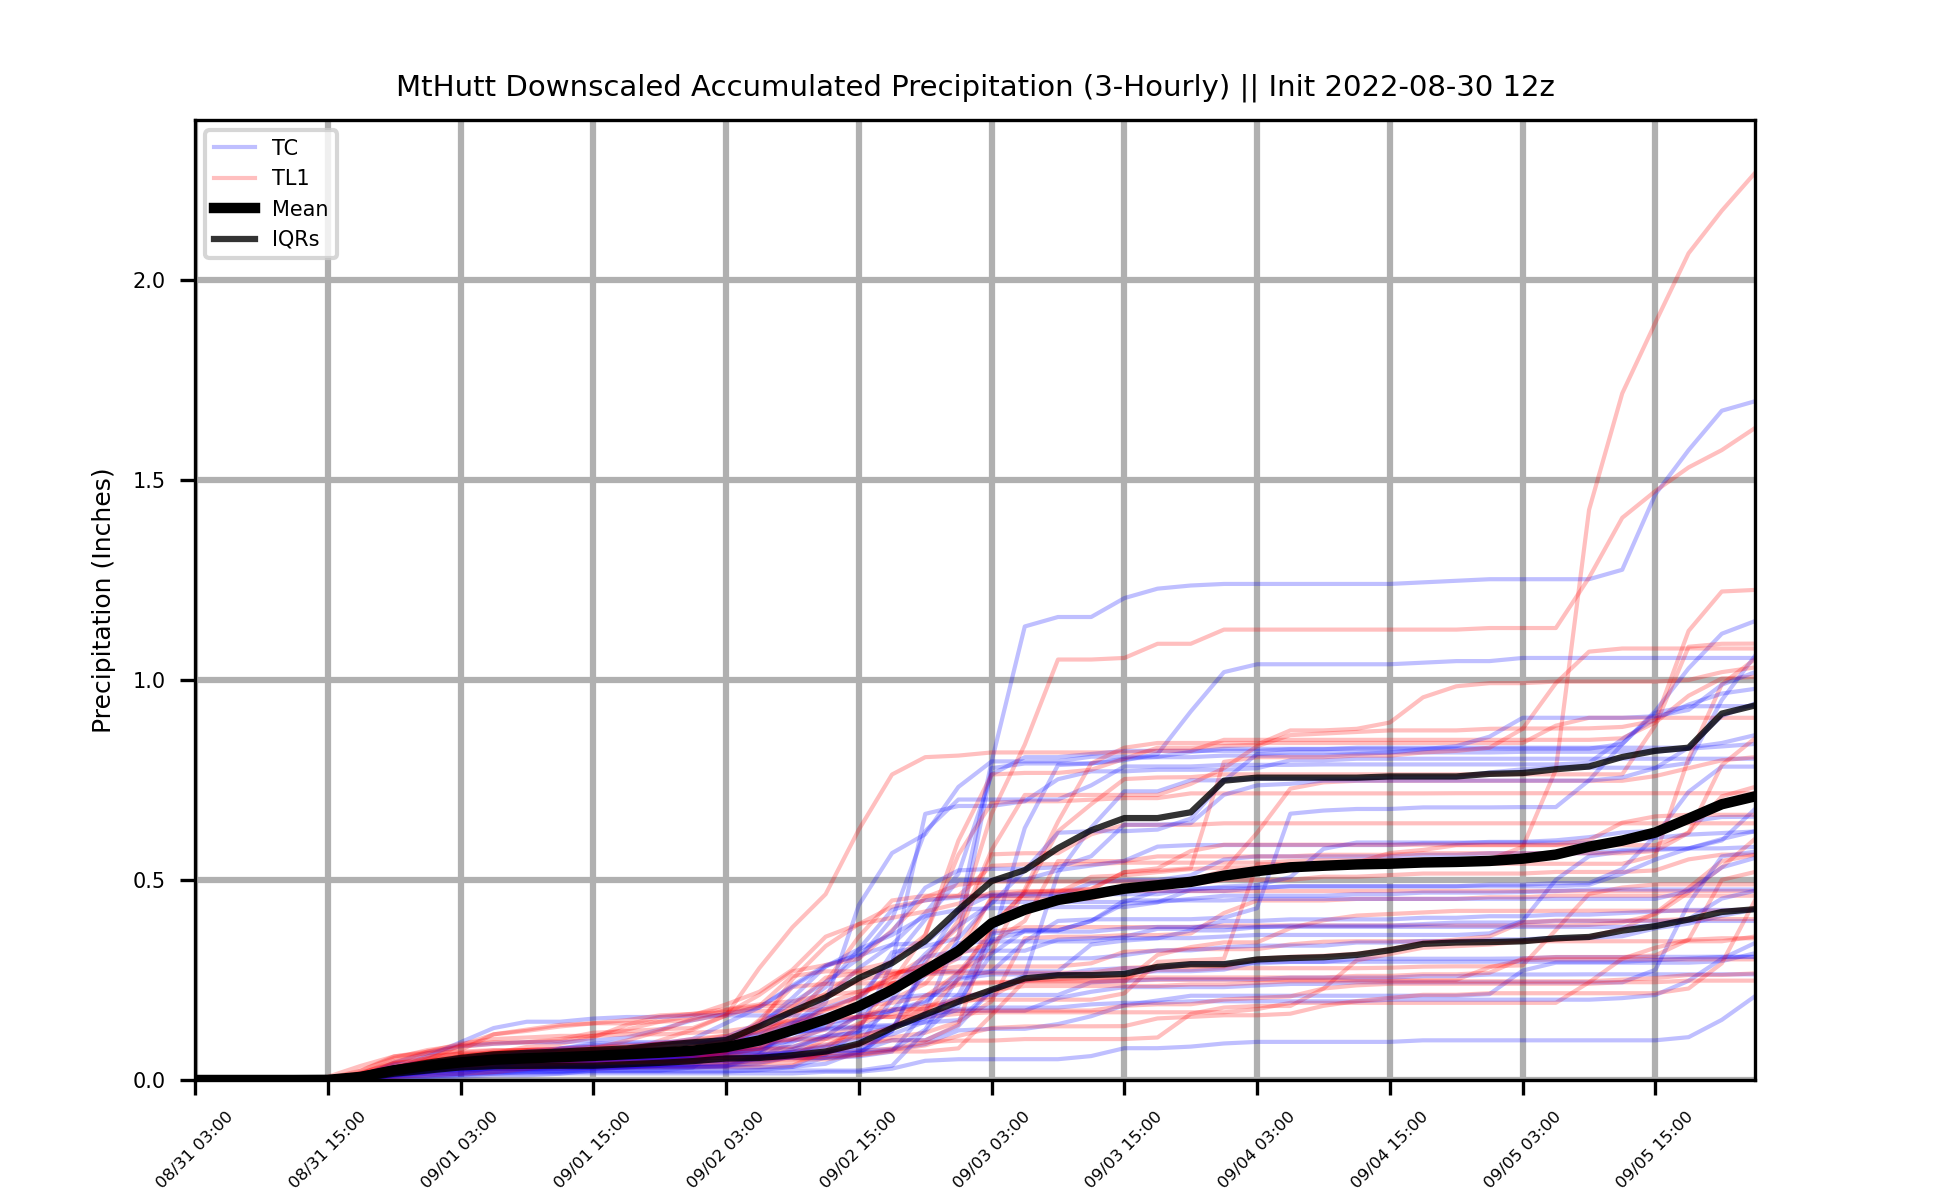 MtHutt Downscaled Accumulated Precipitation (3-Hourly) || Init 2022-08-30 12z
TC
TL1
Mean
IQRs
Precipitation (Inches)
2.0
1.5
1.0
0.5
0.0
08/31 03:00
08/31 15:00
09/01 03:00
09/01 15:00
09/02 03:00
09/02 15:00
09/03 03:00
09/03 15:00
09/04 03:00
09/04 15:00
09/05 03:00
09/05 15:00